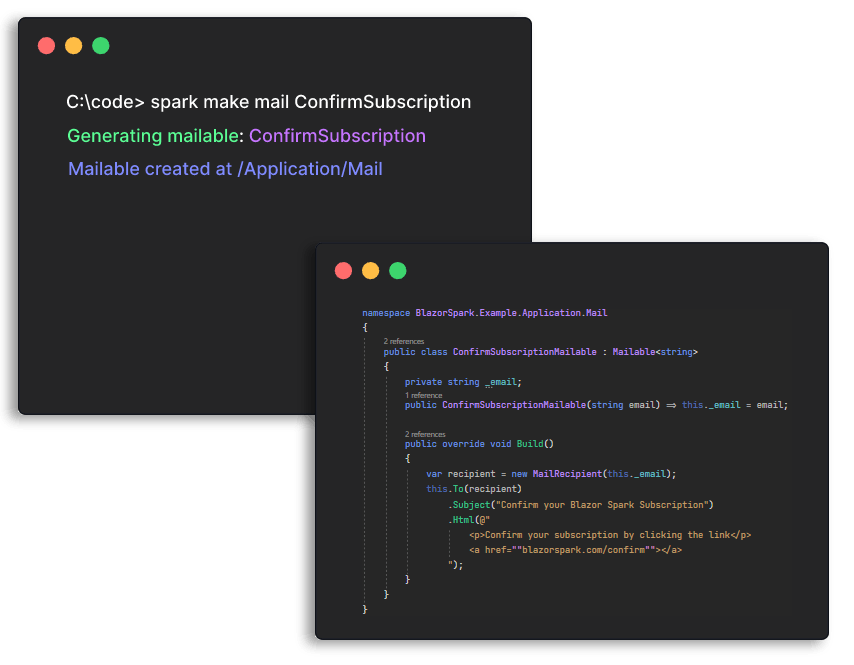 C:\code> spark make mail ConfirmSubscription
Generating mailable: ConfirmSubscription
Mailable created at /Application/Mail
namespace BlazorSpark.Example.Application.Mail
{
2 references
public class ConfirmSubscriptionMailable : Mailable<string>
{
private string _email;
1 reference
public ConfirmSubscriptionMailable(string email) => this._email = email;
2 references
public override void Build()
{
var recipient = new MailRecipient(this._email);
this.To(recipient)
.Subject("Confirm your Blazor Spark Subscription")
.Html(@"
<p>Confirm your subscription by clicking the link</p>
<a href=""blazorspark.com/confirm""></a>
");
}
}
}